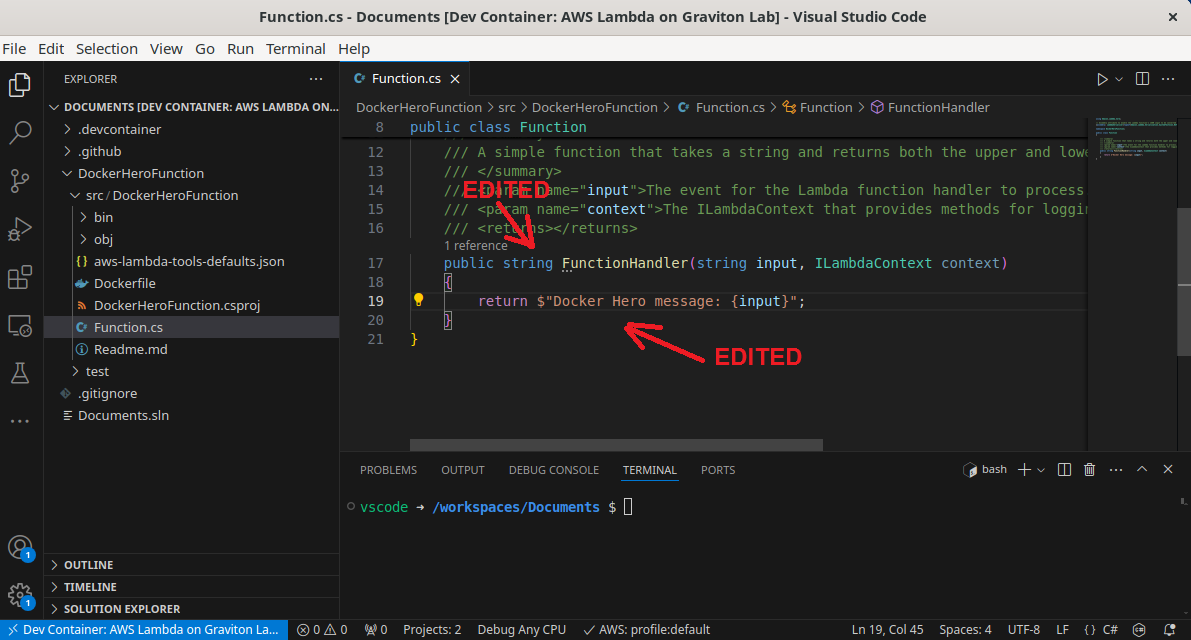 Function.cs - Documents [Dev Container: AWS Lambda on Graviton Lab] - Visual Studio Code
File Edit Selection View Go Run Terminal Help
EXPLORER
DOCUMENTS [DEV CONTAINER: AWS LAMBDA ON...
.devcontainer
.github
DockerHeroFunction
src / DockerHeroFunction
bin
obj
aws-lambda-tools-defaults.json
Dockerfile
DockerHeroFunction.csproj
Function.cs
Readme.md
test
.gitignore
Documents.sln
OUTLINE
TIMELINE
SOLUTION EXPLORER
1
1
Function.cs
DockerHeroFunction > src > DockerHeroFunction > Function.cs > Function > FunctionHandler
8 public class Function
12 /// A simple function that takes a string and returns both the upper and lowe
13 /// </summary>
14 /// <param name="input">The event for the Lambda function handler to process
EDITED
15 /// <param name="context">The ILambdaContext that provides methods for loggin
16 /// <returns></returns>
1 reference
17 public string FunctionHandler(string input, ILambdaContext context)
18 {
19 return $"Docker Hero message: {input}";
20 }
21 }
EDITED
PROBLEMS OUTPUT DEBUG CONSOLE TERMINAL PORTS
bash
vscode → /workspaces/Documents $
Dev Container: AWS Lambda on Graviton La... 0 0 0 Projects: 2 Debug Any CPU AWS: profile:default Ln 19, Col 45 Spaces: 4 UTF-8 LF {} C#